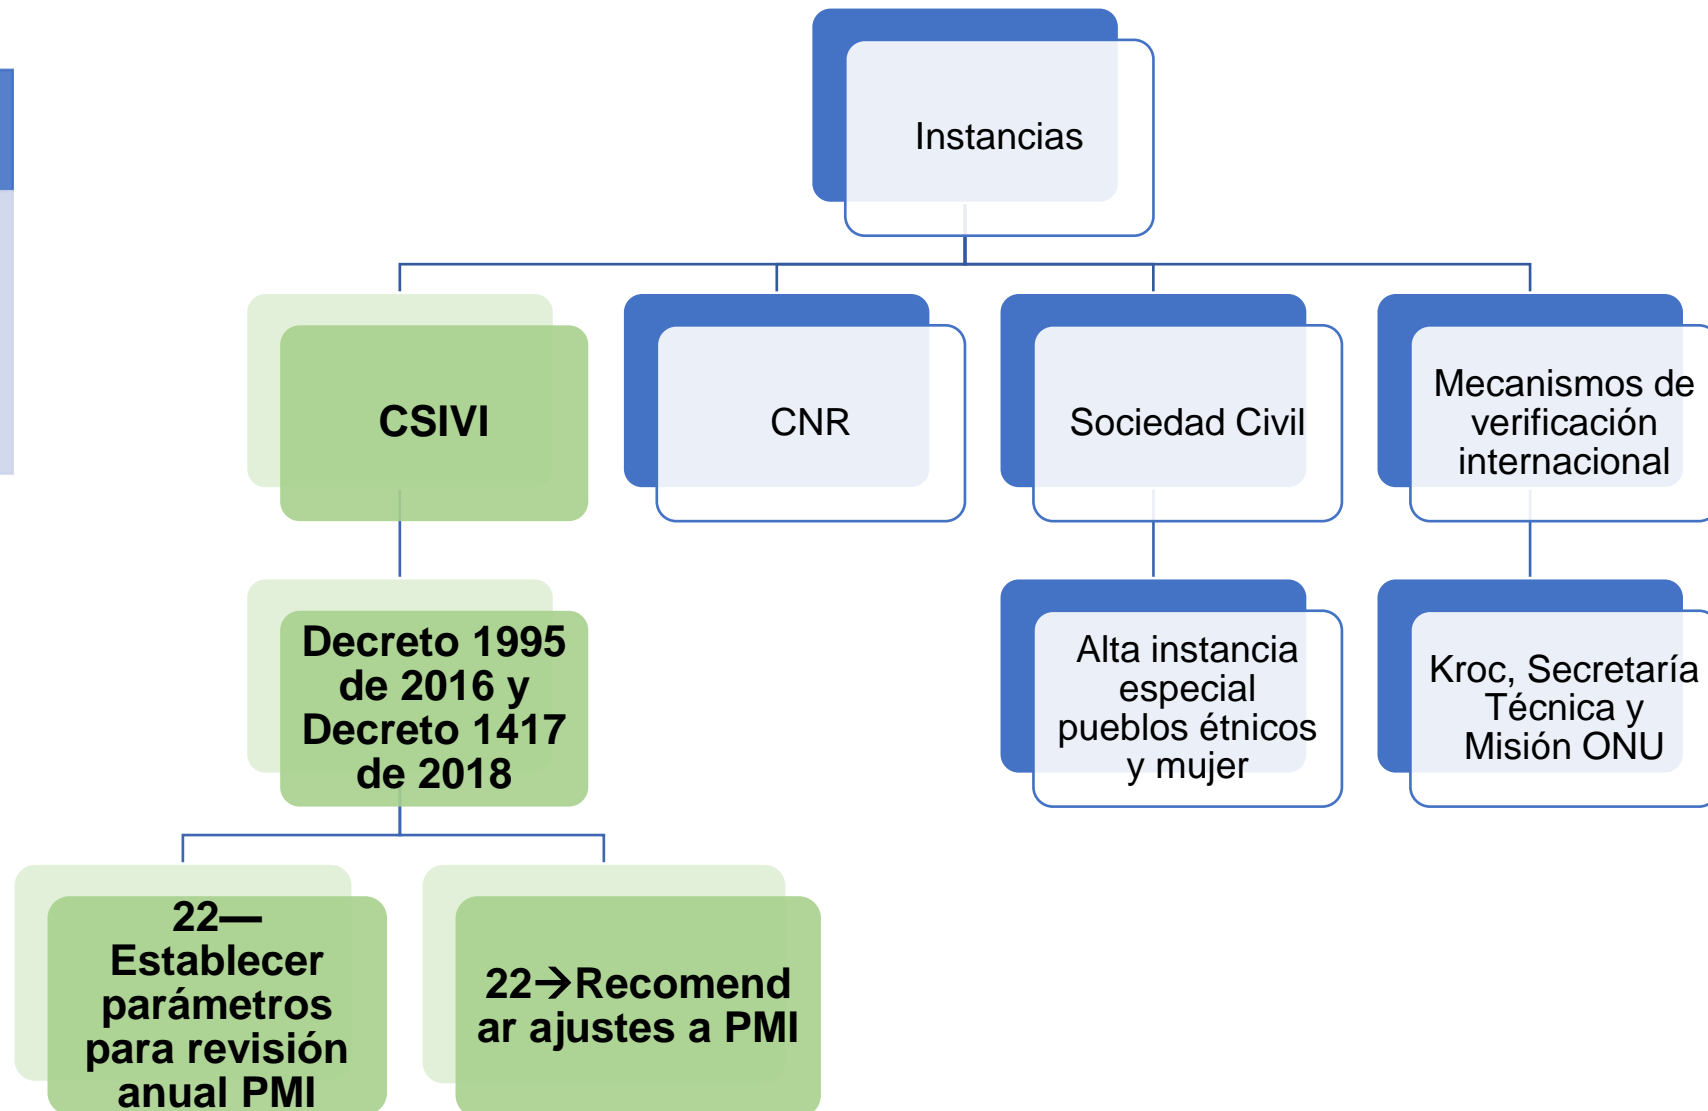 Instancias
CSIVI
CNR
Sociedad Civil
Mecanismos de
verificación
internacional
Decreto 1995
de 2016 y
Decreto 1417
de 2018
Alta instancia
especial
pueblos étnicos
y mujer
Kroc, Secretaría
Técnica y
Misión ONU
22—
Establecer
parámetros
para revisión
anual PMI
22→Recomend
ar ajustes a PMI